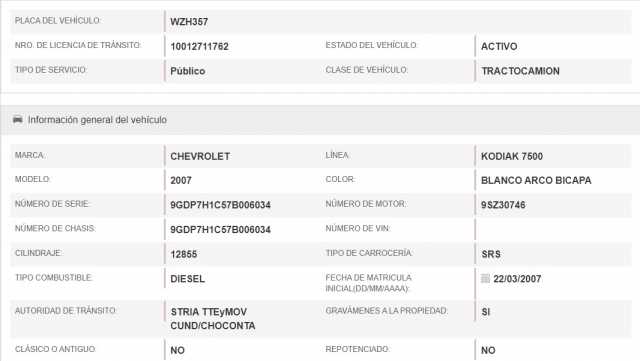 PLACA DEL VEHÍCULO: WZH357
NRO. DE LICENCIA DE TRÁNSITO: 10012711762 ESTADO DEL VEHÍCULO: ACTIVO
TIPO DE SERVICIO: Público CLASE DE VEHÍCULO: TRACTOCAMION
Información general del vehículo
MARCA: CHEVROLET LÍNEA: KODIAK 7500
MODELO: 2007 COLOR: BLANCO ARCO BICAPA
NÚMERO DE SERIE: 9GDP7H1C57B006034 NÚMERO DE MOTOR: 9SZ30746
NÚMERO DE CHASIS: 9GDP7H1C57B006034 NÚMERO DE VIN:
CILINDRAJE: 12855 TIPO DE CARROCERÍA: SRS
TIPO COMBUSTIBLE: DIESEL FECHA DE MATRICULA INICIAL(DD/MM/AAAA): 22/03/2007
AUTORIDAD DE TRÁNSITO: STRIA TTEyMOV CUND/CHOCONTA GRAVÁMENES A LA PROPIEDAD: SI
CLÁSICO O ANTIGUO: NO REPOTENCIADO: NO